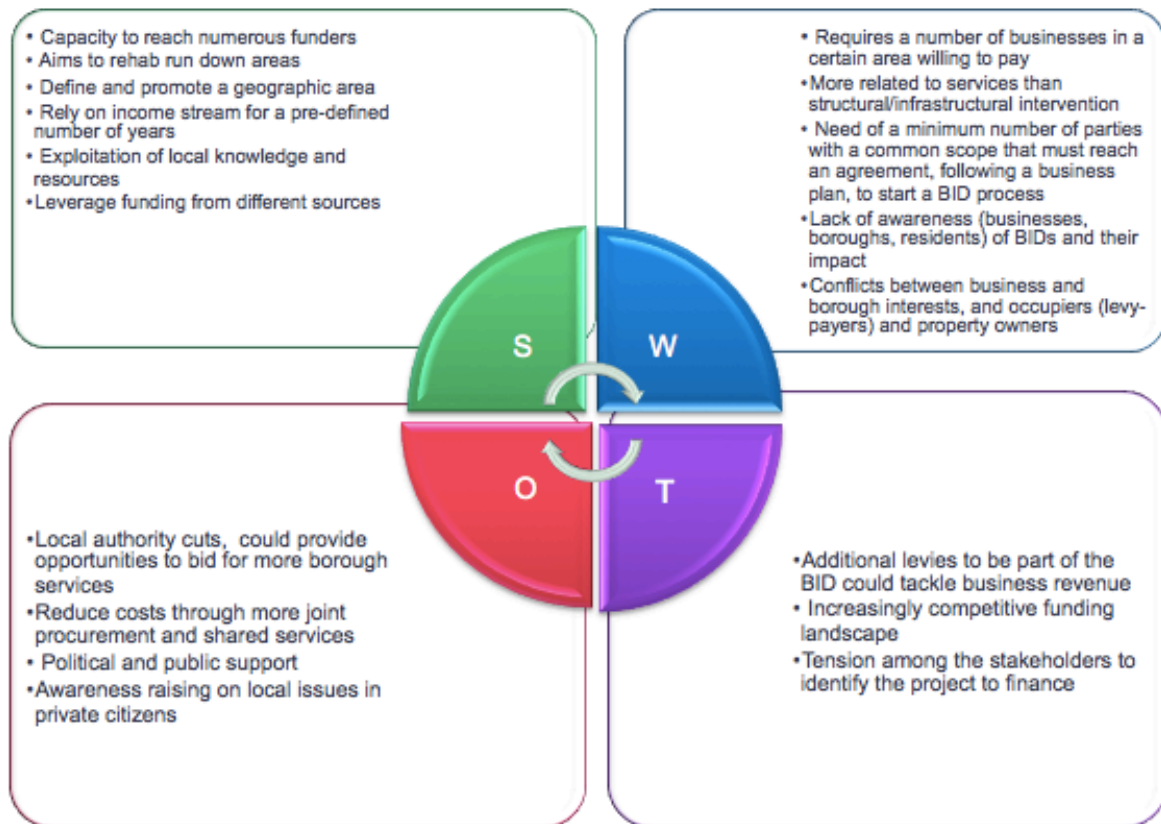 • Capacity to reach numerous funders
• Aims to rehab run down areas
• Define and promote a geographic area
• Rely on income stream for a pre-defined
number of years
• Exploitation of local knowledge and
resources
•Leverage funding from different sources
• Requires a number of businesses in a
certain area willing to pay
•More related to services than
structural/infrastructural intervention
• Need of a minimum number of parties
with a common scope that must reach
an agreement, following a business
plan, to start a BID process
•Lack of awareness (businesses,
boroughs, residents) of BIDs and their
impact
•Conflicts between business and
borough interests, and occupiers (levy-
payers) and property owners
S
W
O
T
•Local authority cuts, could provide
opportunities to bid for more borough
services
•Reduce costs through more joint
procurement and shared services
• Political and public support
•Awareness raising on local issues in
private citizens
•Additional levies to be part of the
BID could tackle business revenue
• Increasingly competitive funding
landscape
•Tension among the stakeholders to
identify the project to finance